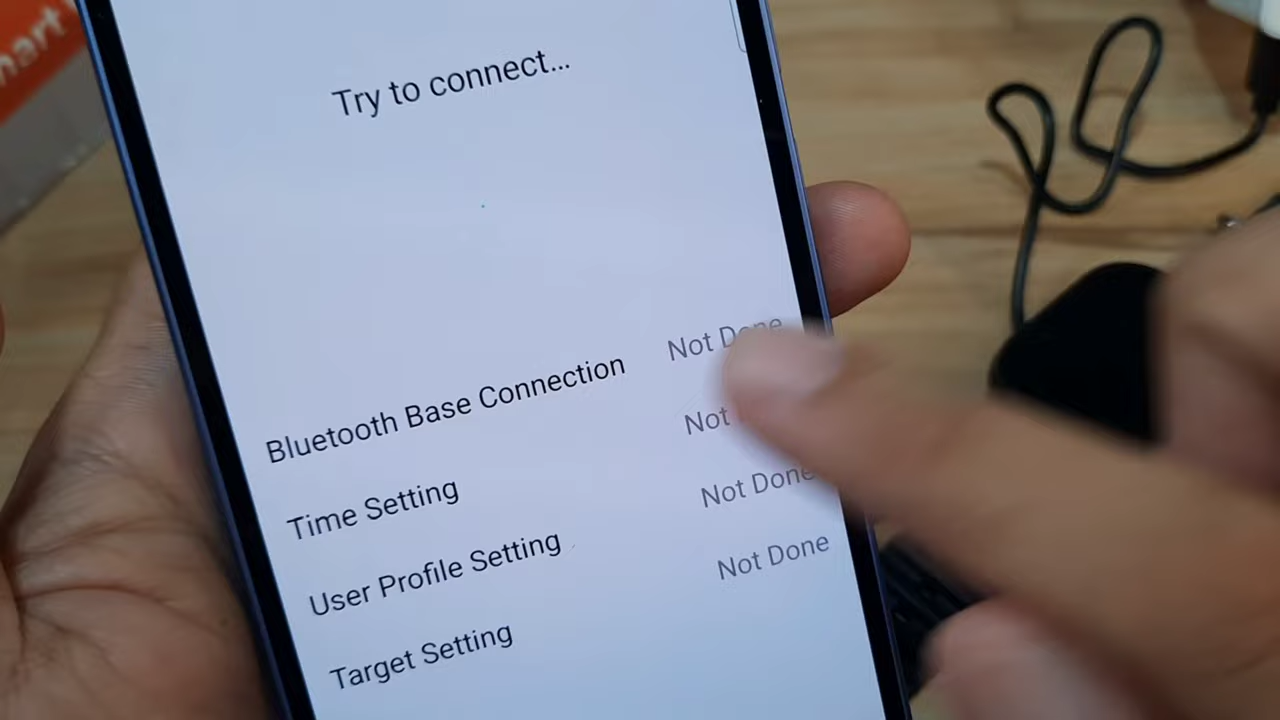 Try to connect...
Bluetooth Base Connection Not Done
Time Setting Not
User Profile Setting Not Done
Target Setting Not Done